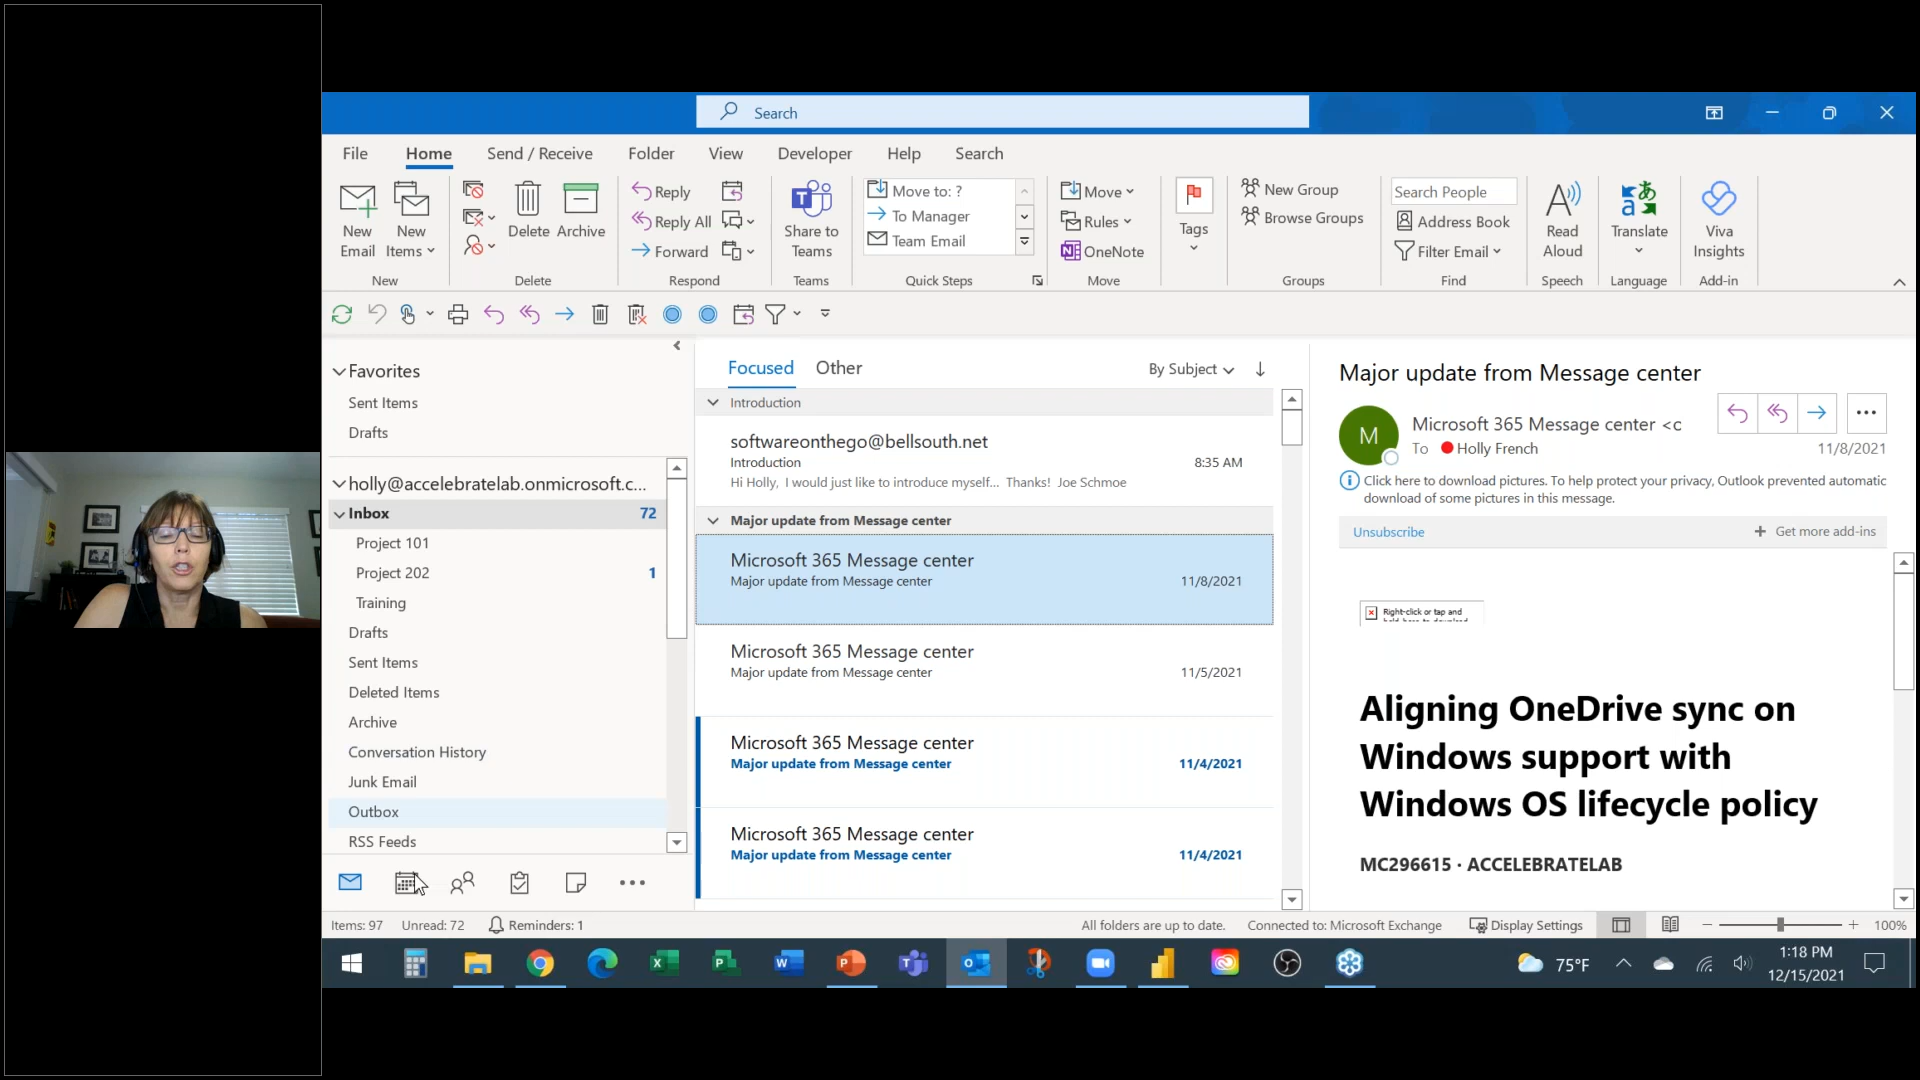 Search
File Home Send / Receive Folder View Developer Help Search
New Email
New Items
New
Delete
Archive
Delete
Reply
Reply All
Forward
Respond
Share to Teams
Teams
Move to: ?
To Manager
Team Email
Quick Steps
Move
Rules
OneNote
Move
Tags
New Group
Browse Groups
Groups
Search People
Address Book
Filter Email
Find
Read Aloud
Speech
Translate
Language
Viva Insights
Add-in
Favorites
Sent Items
Drafts
holly@accelebratelab.onmicrosoft.c...
Inbox 72
Project 101
Project 202 1
Training
Drafts
Sent Items
Deleted Items
Archive
Conversation History
Junk Email
Outbox
RSS Feeds
Focused Other By Subject
Introduction
softwareonthego@bellsouth.net
Introduction 8:35 AM
Hi Holly, I would just like to introduce myself... Thanks! Joe Schmoe
Major update from Message center
Microsoft 365 Message center
Major update from Message center 11/8/2021
Microsoft 365 Message center
Major update from Message center 11/5/2021
Microsoft 365 Message center
Major update from Message center 11/4/2021
Microsoft 365 Message center
Major update from Message center 11/4/2021
Major update from Message center
M
Microsoft 365 Message center <c
To Holly French 11/8/2021
Click here to download pictures. To help protect your privacy, Outlook prevented automatic
download of some pictures in this message.
Unsubscribe + Get more add-ins
Right-click or tap and
Aligning OneDrive sync on
Windows support with
Windows OS lifecycle policy
MC296615 · ACCELEBRATELAB
Items: 97 Unread: 72 Reminders: 1 All folders are up to date. Connected to: Microsoft Exchange Display Settings 100%
75°F 1:18 PM
12/15/2021